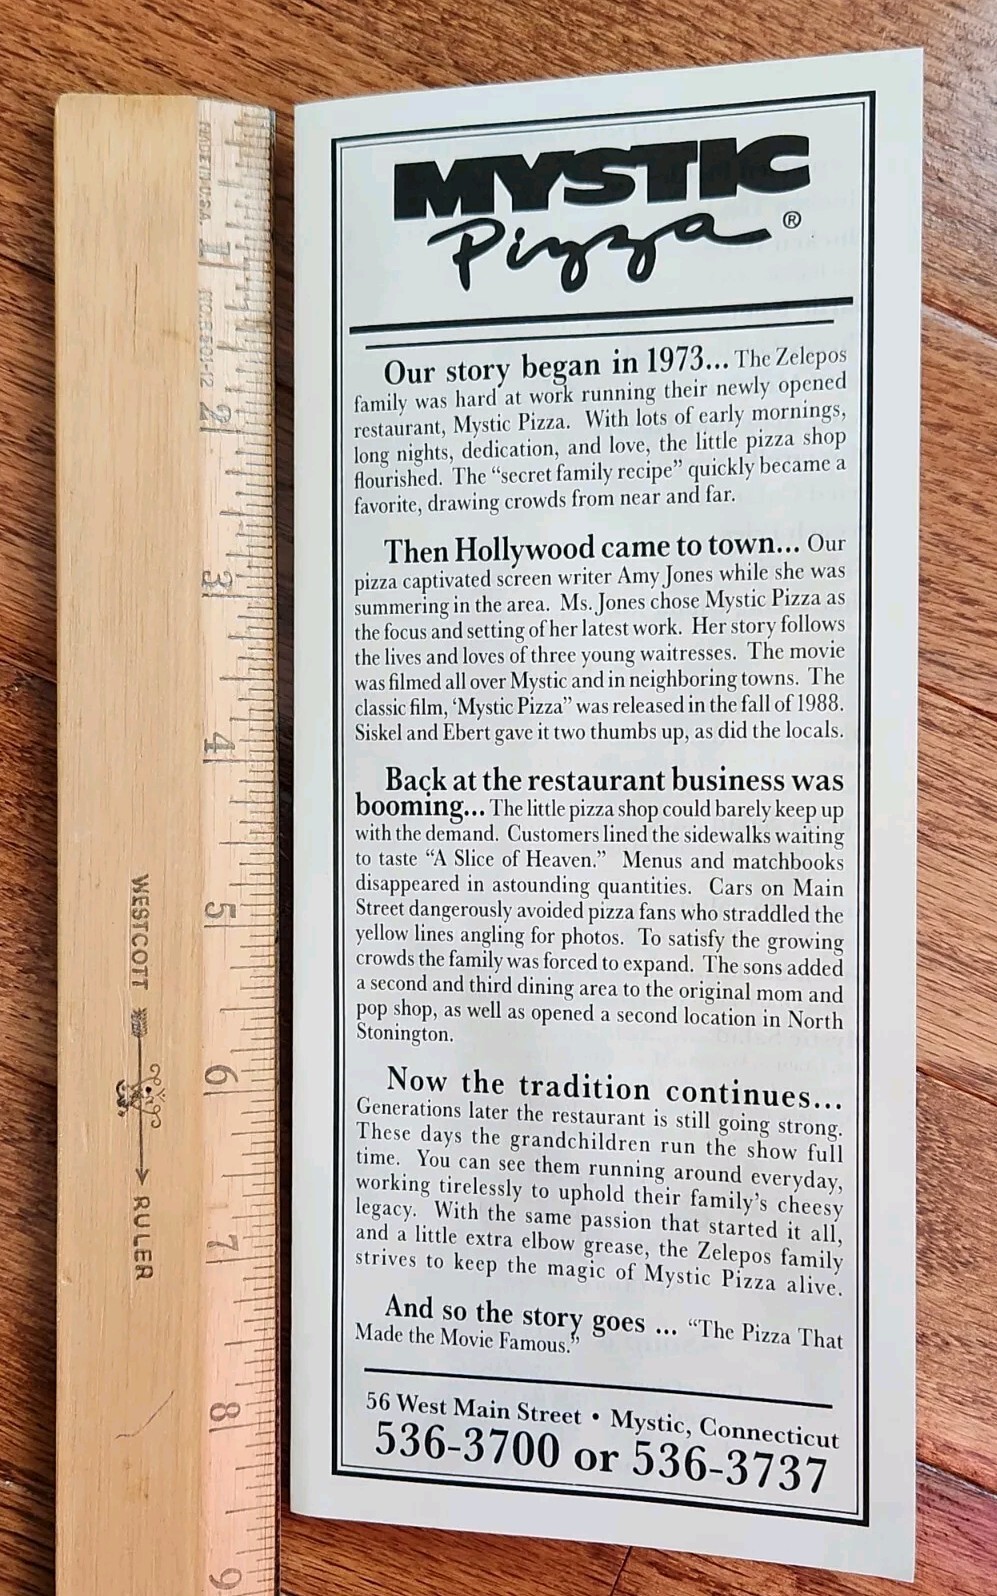 MYSTIC
Pizza ®
Our story began in 1973... The Zelepos
family was hard at work running their newly opened
restaurant, Mystic Pizza. With lots of early mornings,
long nights, dedication, and love, the little pizza shop
flourished. The “secret family recipe” quickly became a
favorite, drawing crowds from near and far.
Then Hollywood came to town... Our
pizza captivated screen writer Amy Jones while she was
summering in the area. Ms. Jones chose Mystic Pizza as
the focus and setting of her latest work. Her story follows
the lives and loves of three young waitresses. The movie
was filmed all over Mystic and in neighboring towns. The
classic film, ‘Mystic Pizza” was released in the fall of 1988.
Siskel and Ebert gave it two thumbs up, as did the locals.
Back at the restaurant business was
booming... The little pizza shop could barely keep up
with the demand. Customers lined the sidewalks waiting
to taste “A Slice of Heaven.” Menus and matchbooks
disappeared in astounding quantities. Cars on Main
Street dangerously avoided pizza fans who straddled the
yellow lines angling for photos. To satisfy the growing
crowds the family was forced to expand. The sons added
a second and third dining area to the original mom and
pop shop, as well as opened a second location in North
Stonington.
Now the tradition continues...
Generations later the restaurant is still going strong.
These days the grandchildren run the show full
time. You can see them running around everyday,
working tirelessly to uphold their family’s cheesy
legacy. With the same passion that started it all,
and a little extra elbow grease, the Zelepos family
strives to keep the magic of Mystic Pizza alive.
And so the story goes ... “The Pizza That
Made the Movie Famous.”
56 West Main Street • Mystic, Connecticut
536-3700 or 536-3737
MADE IN U.S.A.
1
2
3
4
5
6
7
8
9
WESTCOTT RULER